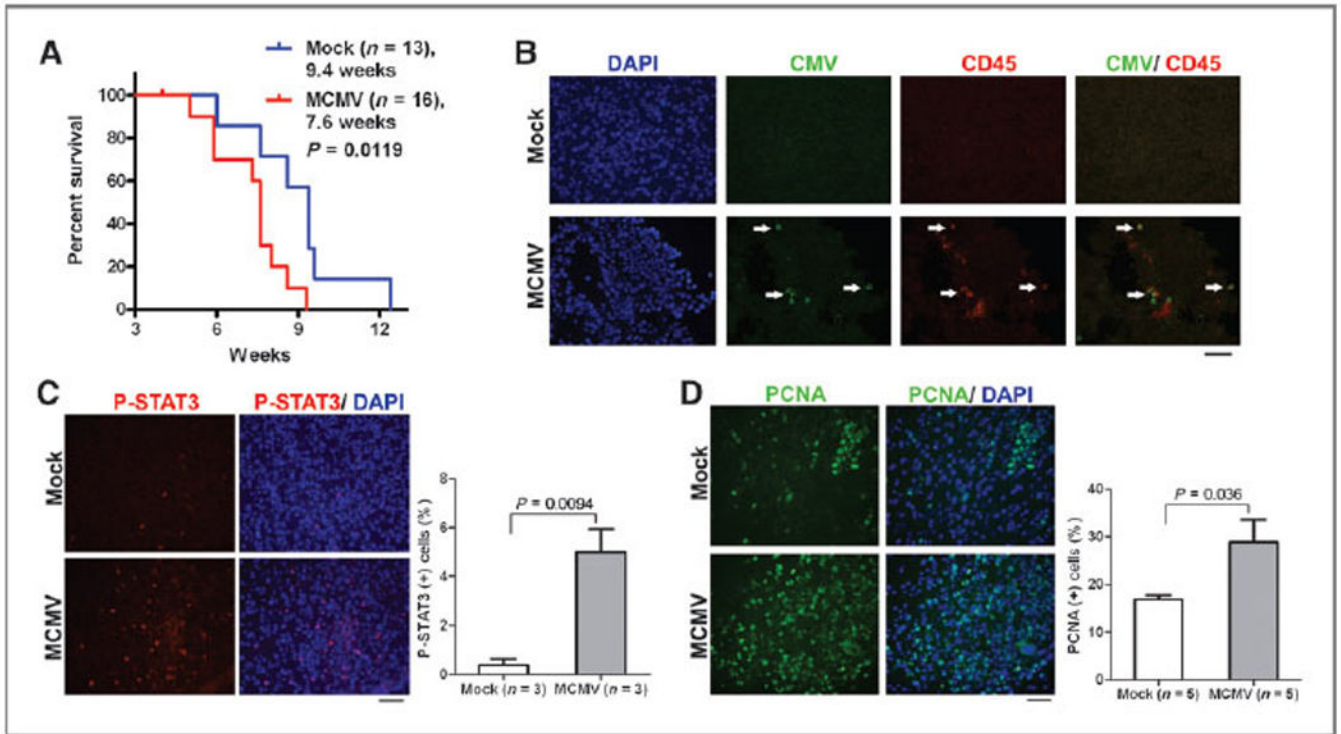 A
Mock (n = 13),
9.4 weeks
MCMV (n = 16),
7.6 weeks
P = 0.0119
Percent survival
100
80
60
40
20
0
3 6 9 12
Weeks
B
DAPI CMV CD45 CMV/ CD45
Mock
MCMV
C
P-STAT3 P-STAT3/ DAPI
Mock
MCMV
P-STAT3 (+) cells (%)
8
6
4
2
0
P = 0.0094
Mock (n = 3) MCMV (n = 3)
D
PCNA PCNA/ DAPI
Mock
MCMV
PCNA (+) cells (%)
40
30
20
10
0
P = 0.036
Mock (n = 5) MCMV (n = 5)